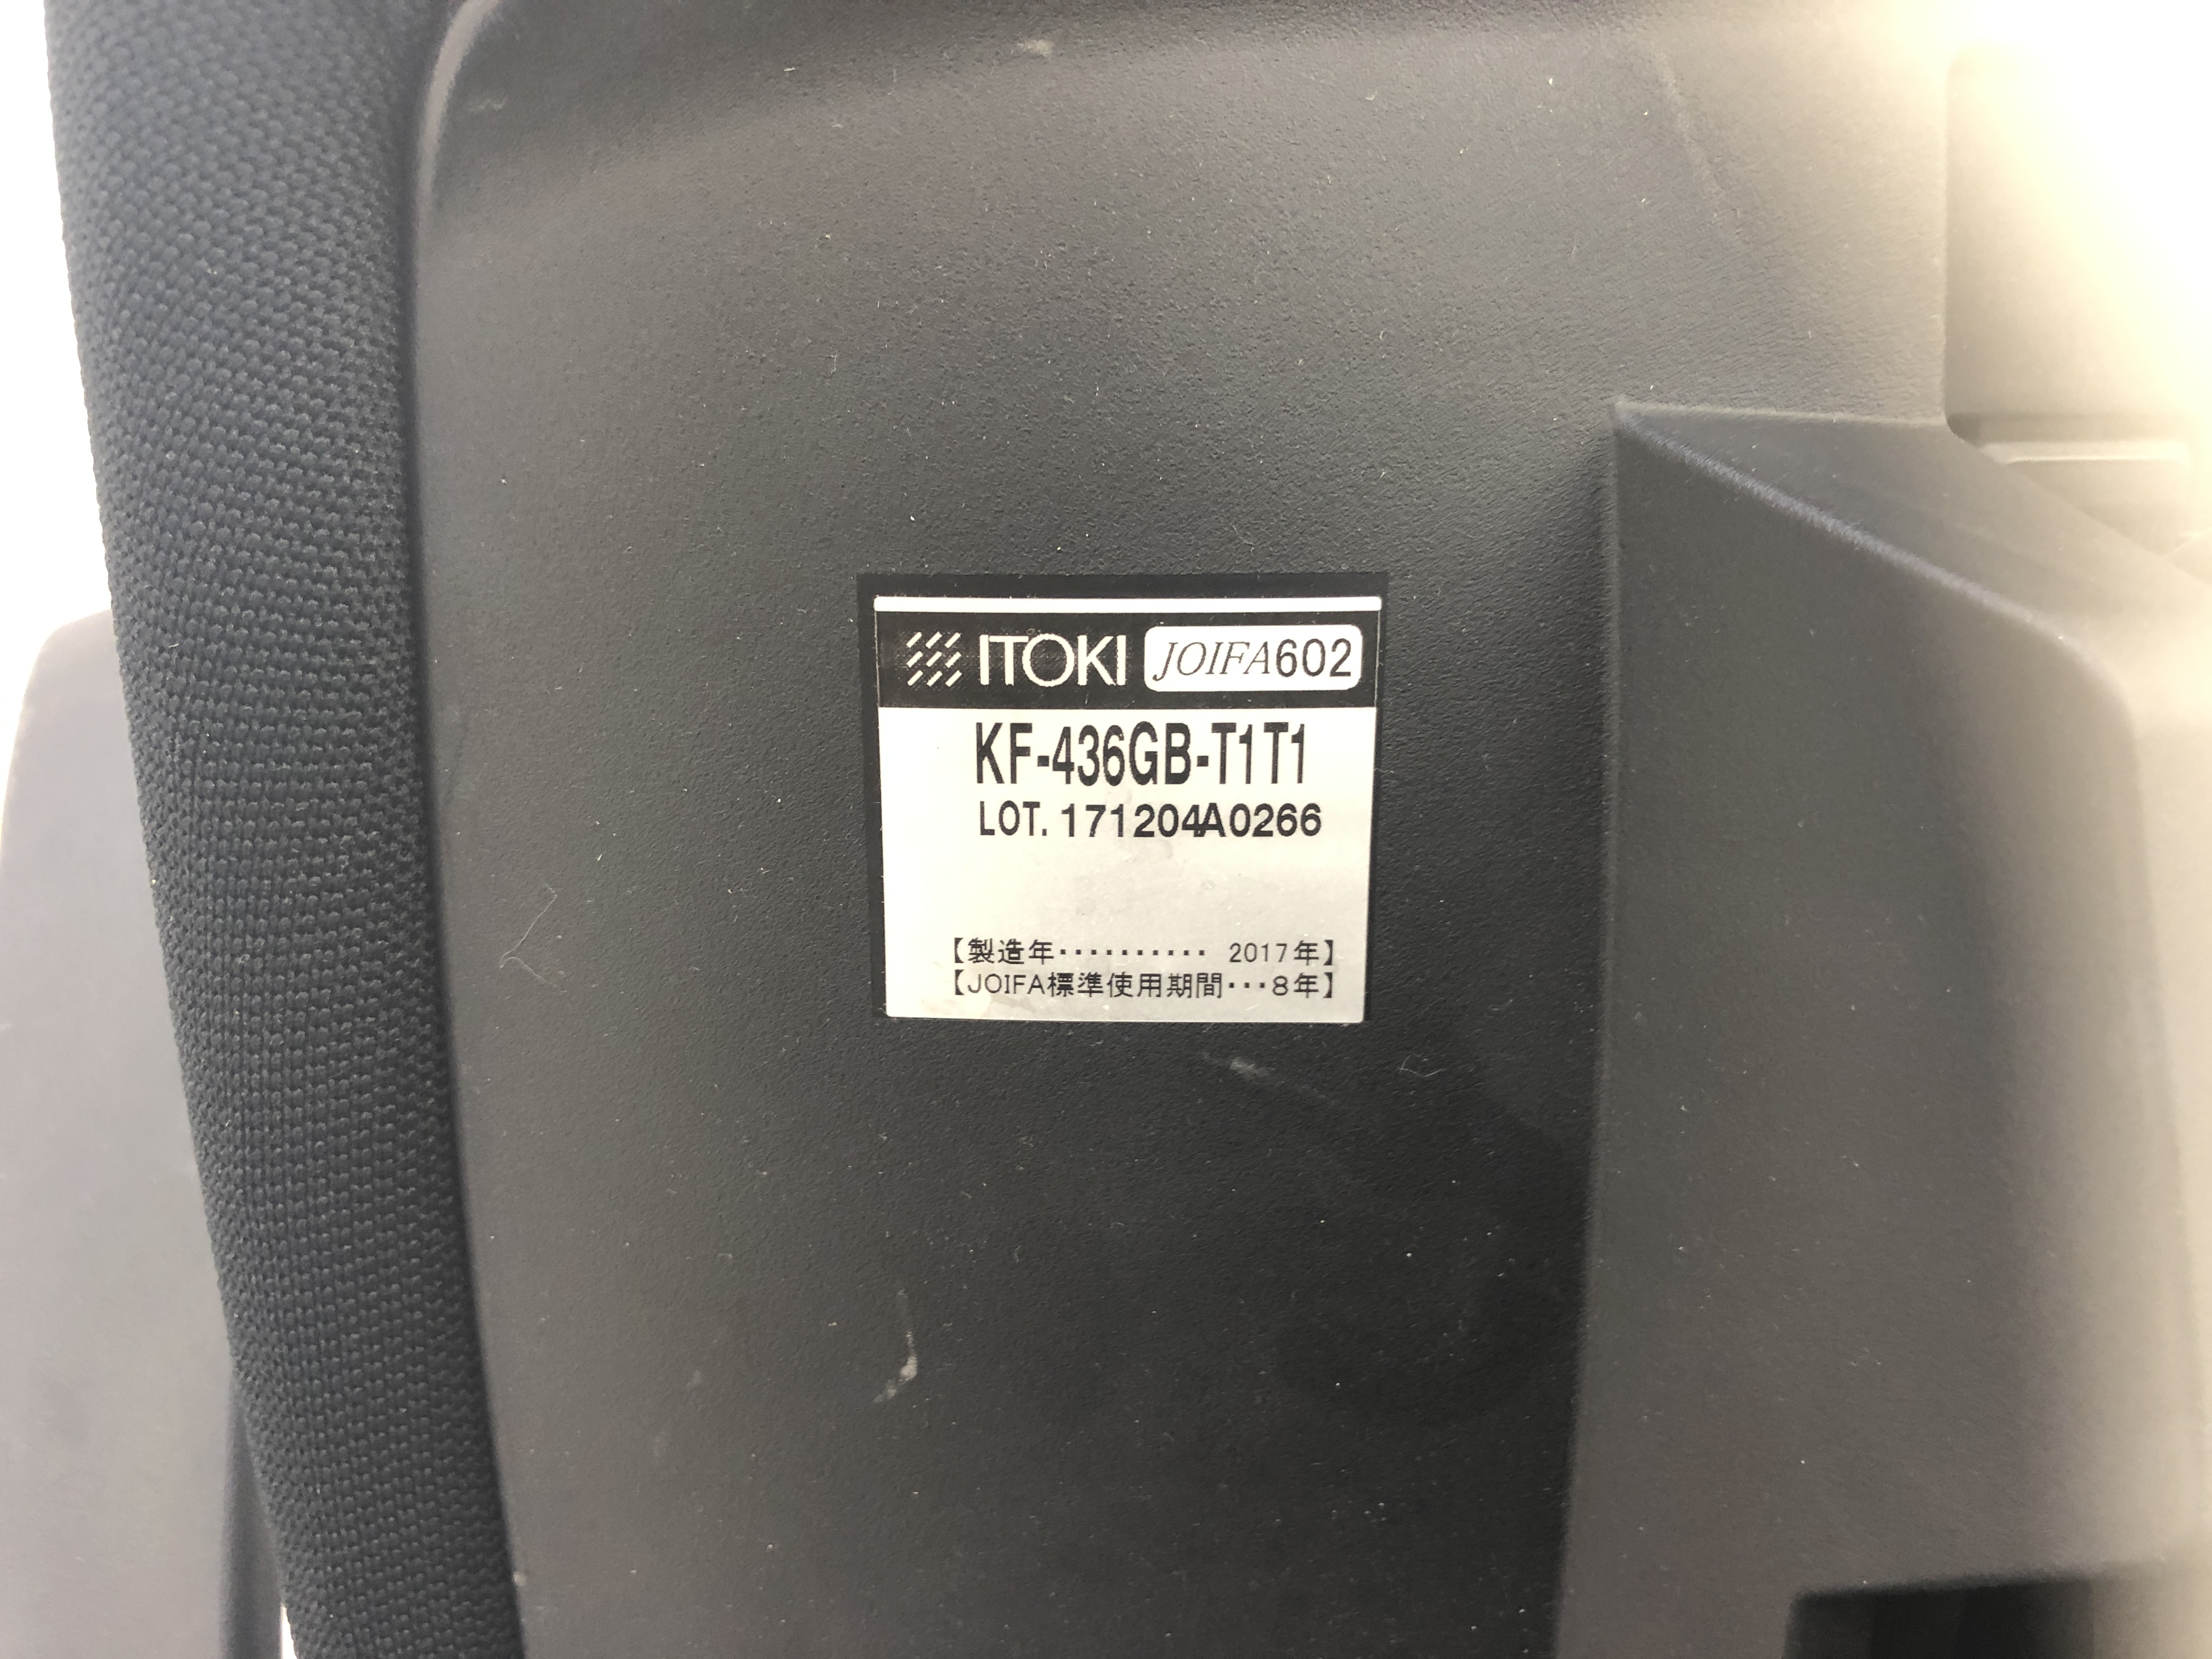 ITOKI JOIFA602
KF-436GB-T1T1
LOT. 171204A0266
【製造年・・・・・・・・・・ 2017年】
【JOIFA標準使用期間・・・8年】